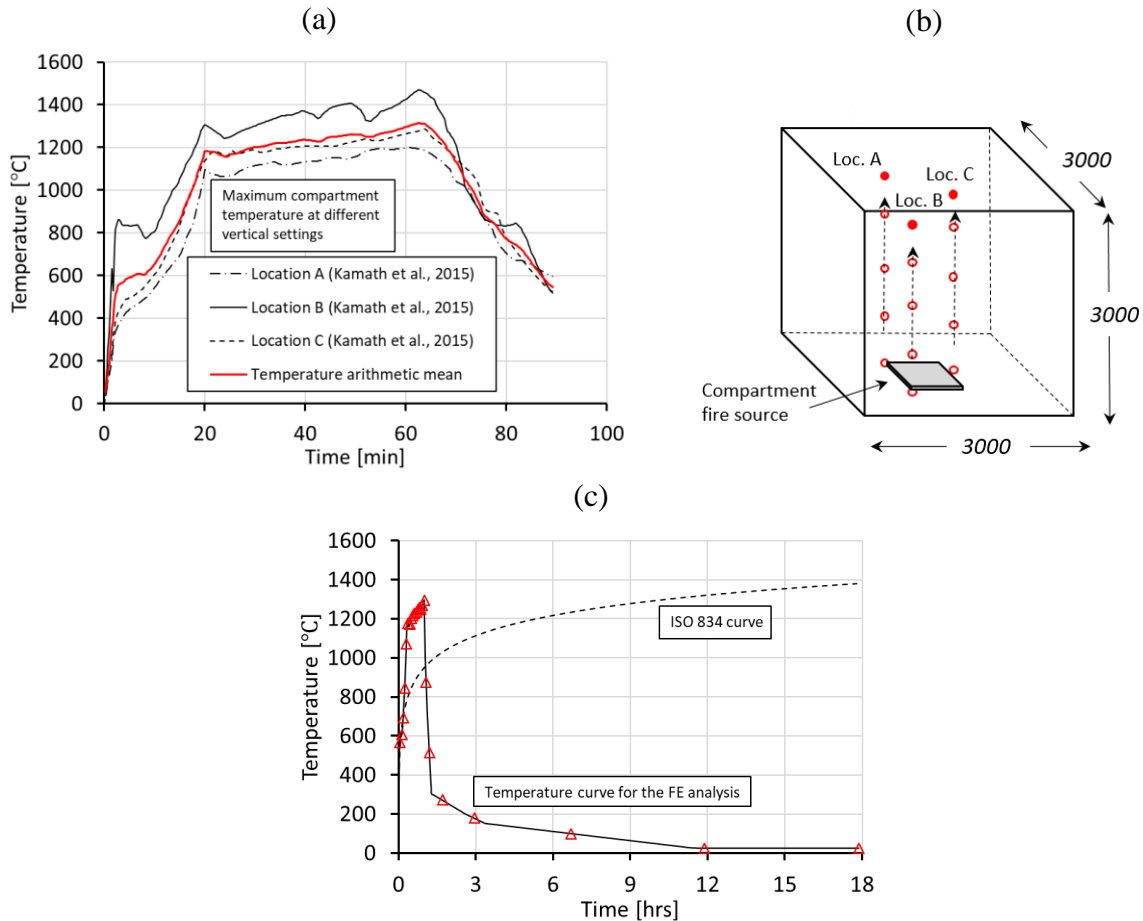 (a)
1600
1400
1200
1000
800
600
400
200
0
Temperature [°C]
0 20 40 60 80 100
Time [min]
Maximum compartment
temperature at different
vertical settings
Location A (Kamath et al., 2015)
Location B (Kamath et al., 2015)
Location C (Kamath et al., 2015)
Temperature arithmetic mean
(b)
Loc. A
Loc. C
Loc. B
3000
3000
3000
Compartment
fire source
(c)
1600
1400
1200
1000
800
600
400
200
0
Temperature [°C]
0 3 6 9 12 15 18
Time [hrs]
ISO 834 curve
Temperature curve for the FE analysis